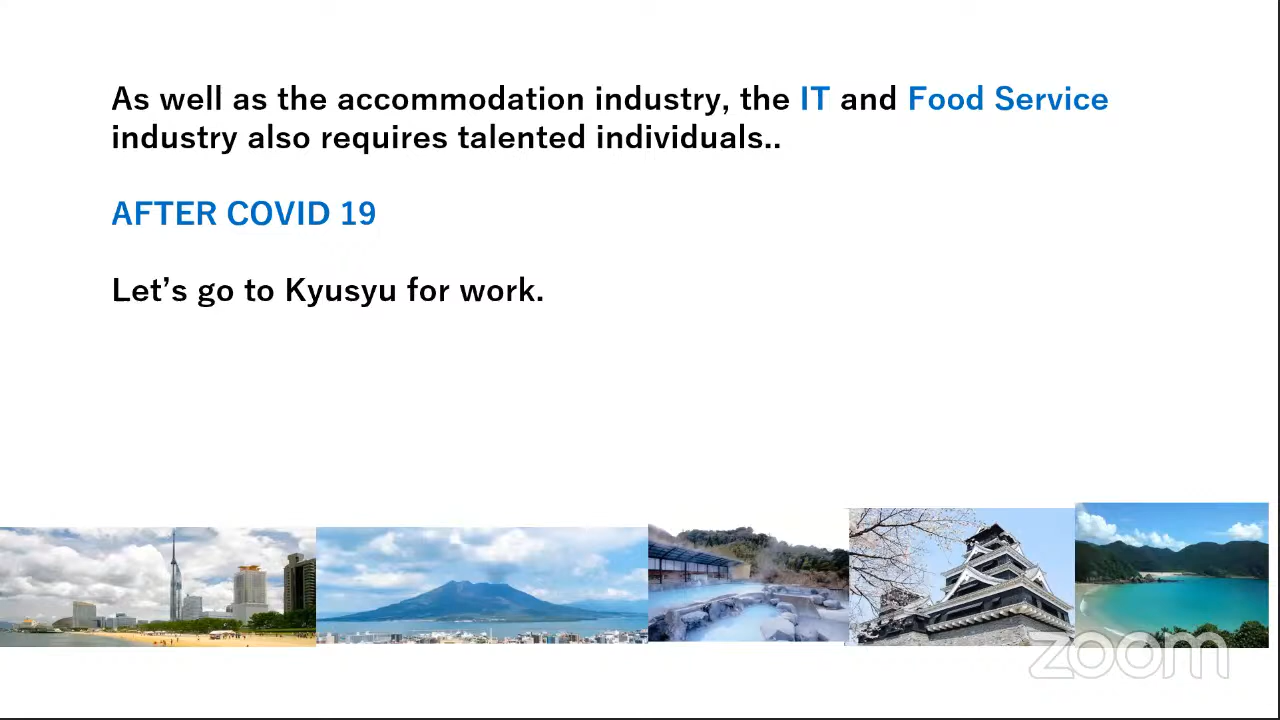 As well as the accommodation industry, the IT and Food Service
industry also requires talented individuals..
AFTER COVID 19
Let’s go to Kyusyu for work.
zoom